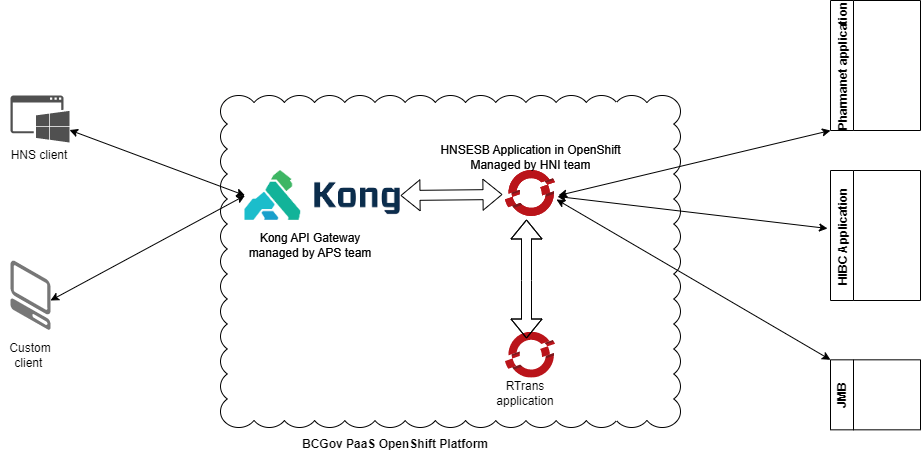 Pharmanet application
HNSESB Application in OpenShift
Managed by HNI team
HNS client
Kong
Kong API Gateway
managed by APS team
HIBC Application
Custom
client
RTrans
application
JMB
BCGov PaaS OpenShift Platform